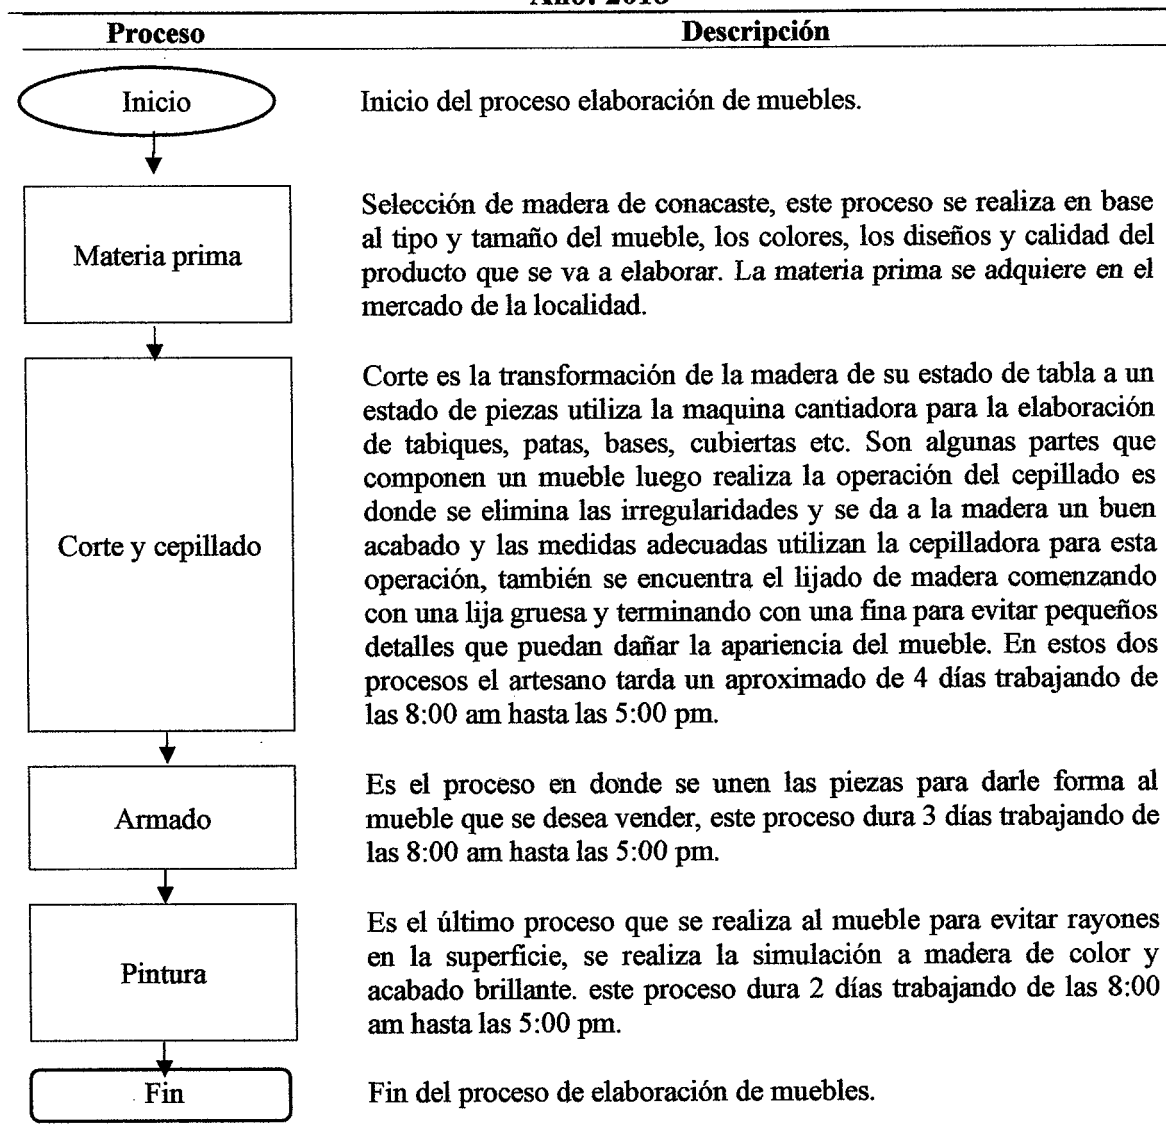 Proceso Descripción
Inicio Inicio del proceso elaboración de muebles.
Materia prima
Selección de madera de conacaste, este proceso se realiza en base
al tipo y tamaño del mueble, los colores, los diseños y calidad del
producto que se va a elaborar. La materia prima se adquiere en el
mercado de la localidad.
Corte y cepillado
Corte es la transformación de la madera de su estado de tabla a un
estado de piezas utiliza la maquina cantiadora para la elaboración
de tabiques, patas, bases, cubiertas etc. Son algunas partes que
componen un mueble luego realiza la operación del cepillado es
donde se elimina las irregularidades y se da a la madera un buen
acabado y las medidas adecuadas utilizan la cepilladora para esta
operación, también se encuentra el lijado de madera comenzando
con una lija gruesa y terminando con una fina para evitar pequeños
detalles que puedan dañar la apariencia del mueble. En estos dos
procesos el artesano tarda un aproximado de 4 días trabajando de
las 8:00 am hasta las 5:00 pm.
Armado
Es el proceso en donde se unen las piezas para darle forma al
mueble que se desea vender, este proceso dura 3 días trabajando de
las 8:00 am hasta las 5:00 pm.
Pintura
Es el último proceso que se realiza al mueble para evitar rayones
en la superficie, se realiza la simulación a madera de color y
acabado brillante. este proceso dura 2 días trabajando de las 8:00
am hasta las 5:00 pm.
Fin Fin del proceso de elaboración de muebles.